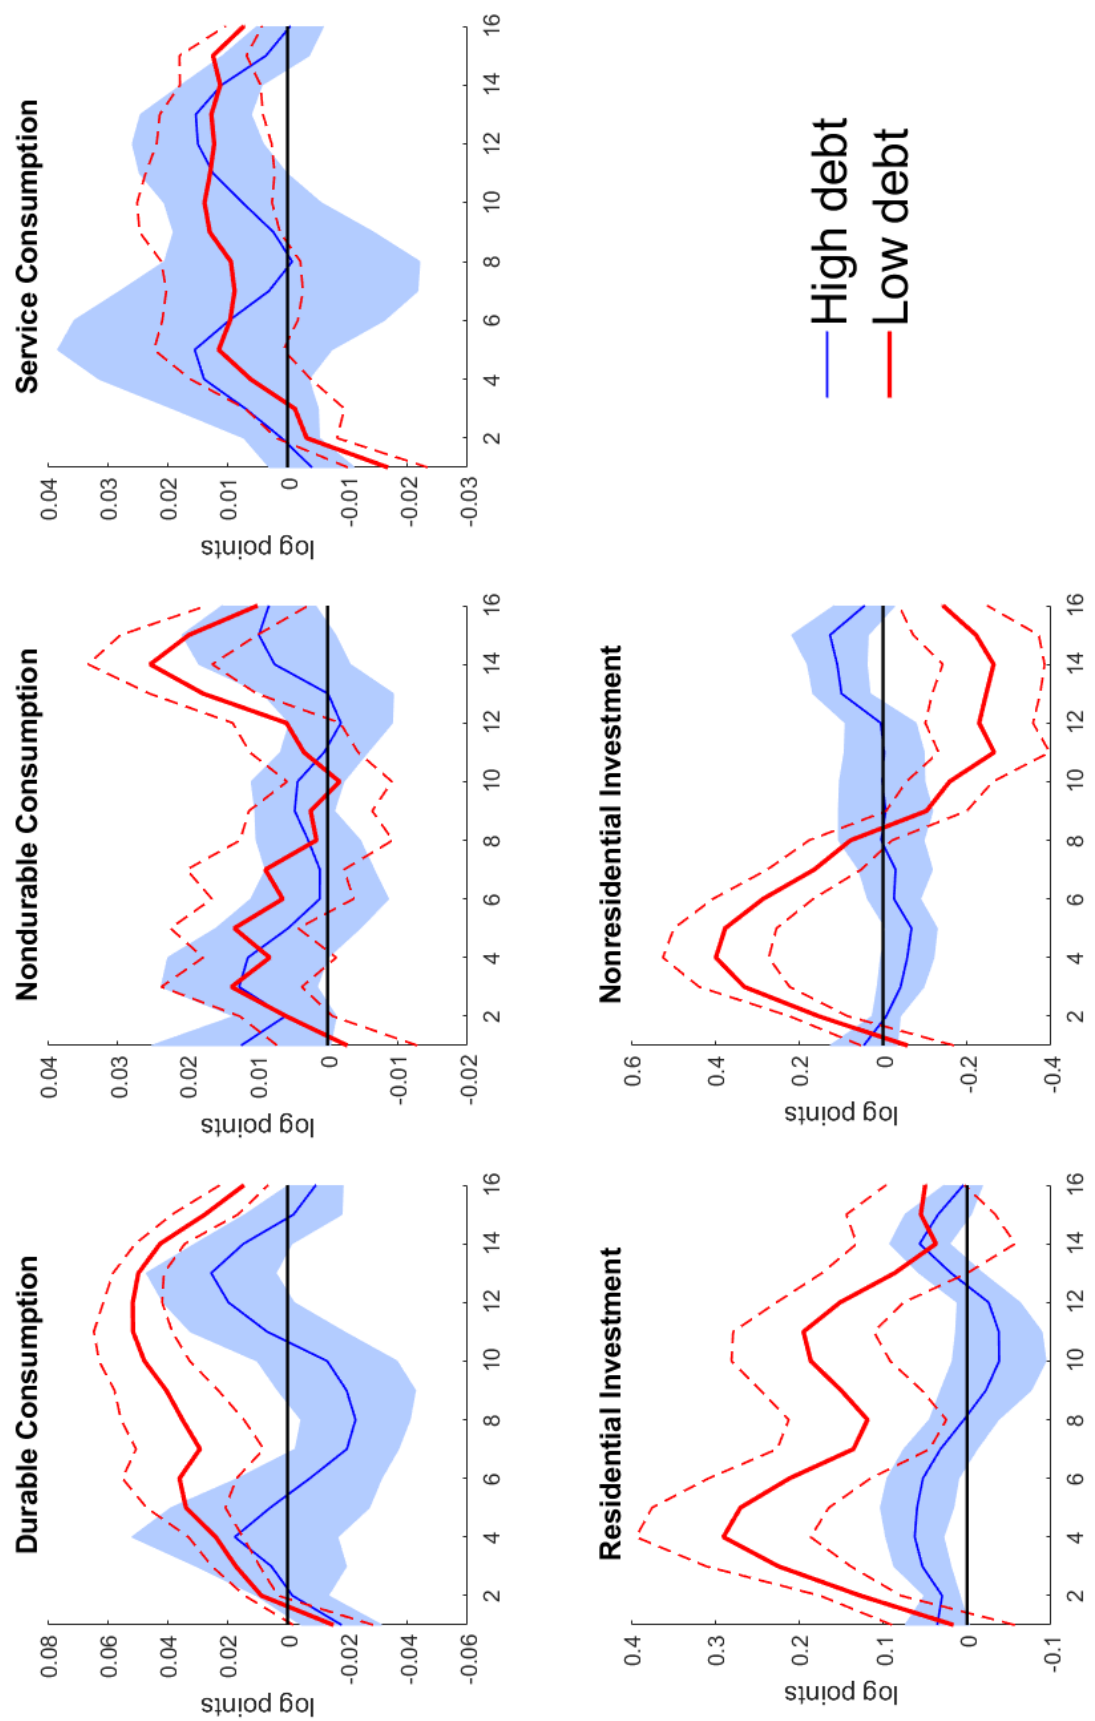 Durable Consumption
0.08
0.06
0.04
0.02
0
-0.02
-0.04
-0.06
log points
2 4 6 8 10 12 14 16
Nondurable Consumption
0.04
0.03
0.02
0.01
0
-0.01
-0.02
log points
2 4 6 8 10 12 14 16
Service Consumption
0.04
0.03
0.02
0.01
0
-0.01
-0.02
-0.03
log points
2 4 6 8 10 12 14 16
Residential Investment
0.4
0.3
0.2
0.1
0
-0.1
log points
2 4 6 8 10 12 14 16
Nonresidential Investment
0.6
0.4
0.2
0
-0.2
-0.4
log points
2 4 6 8 10 12 14 16
High debt
Low debt